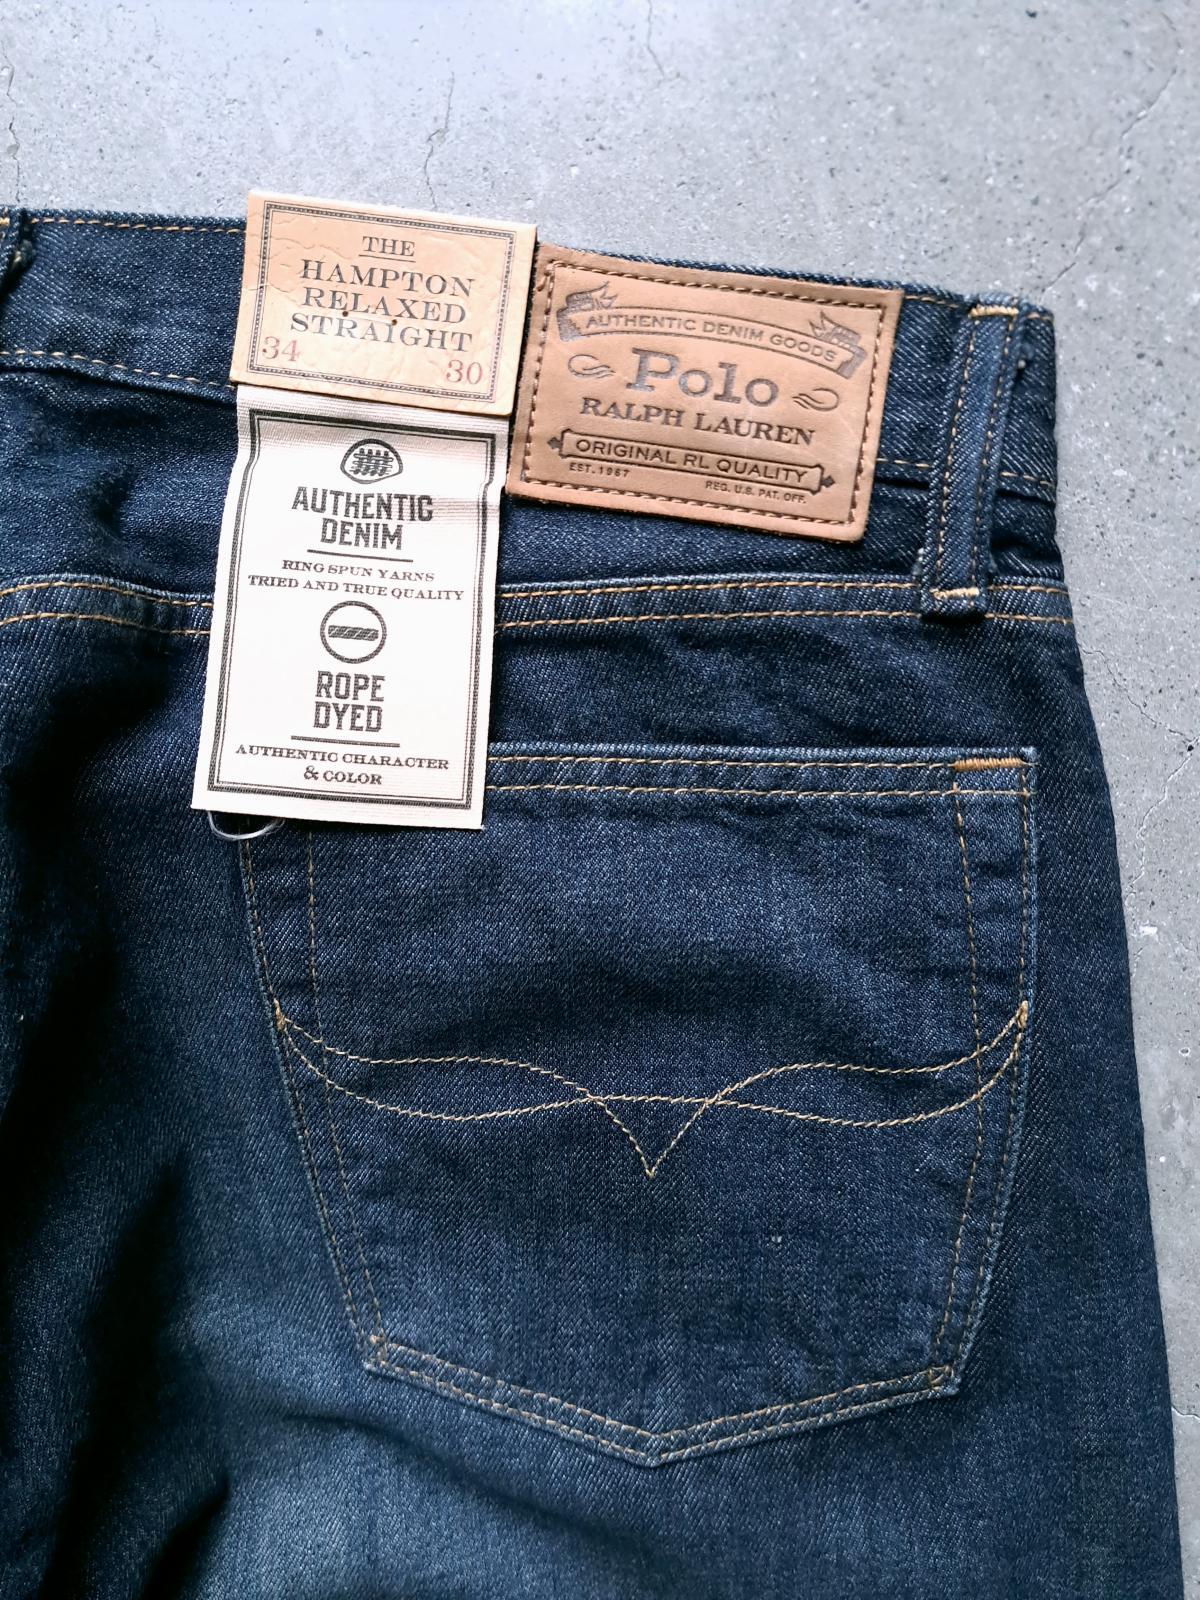 THE
HAMPTON
RELAXED
STRAIGHT
34
30
AUTHENTIC
DENIM
RING SPUN YARNS
TRIED AND TRUE QUALITY
ROPE
DYED
AUTHENTIC CHARACTER
& COLOR
AUTHENTIC DENIM GOODS
Polo
RALPH LAUREN
ORIGINAL RL QUALITY
EST. 1967
REG. U.S. PAT. OFF.